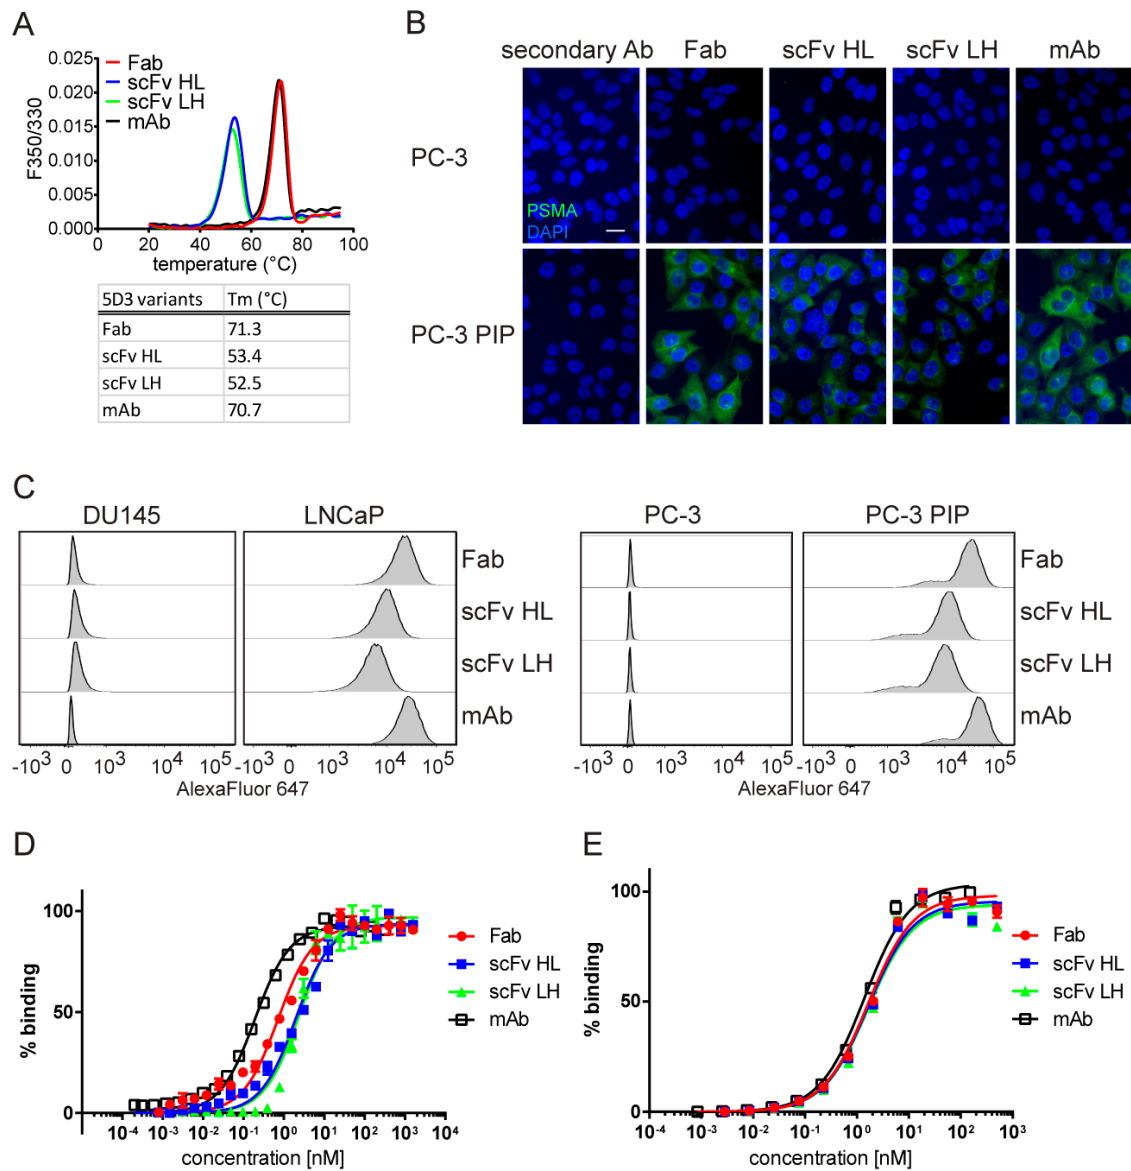 A
0.025
0.020
0.015
0.010
0.005
0.000
F350/330
Fab
scFv HL
scFv LH
mAb
0 20 40 60 80 100
temperature (°C)
5D3 variants Tm (°C)
Fab 71.3
scFv HL 53.4
scFv LH 52.5
mAb 70.7
B
secondary Ab Fab scFv HL scFv LH mAb
PC-3
PSMA
DAPI
PC-3 PIP
C
DU145 LNCaP PC-3 PC-3 PIP
Fab
scFv HL
scFv LH
mAb
Fab
scFv HL
scFv LH
mAb
-10³ 0 10³ 10⁴ 10⁵ -10³ 0 10³ 10⁴ 10⁵
AlexaFluor 647
-10³ 0 10³ 10⁴ 10⁵ -10³ 0 10³ 10⁴ 10⁵
AlexaFluor 647
D
100
50
0
% binding
10⁻⁴ 10⁻³ 10⁻² 10⁻¹ 10⁰ 10¹ 10² 10³ 10⁴
concentration [nM]
Fab
scFv HL
scFv LH
mAb
E
100
50
0
% binding
10⁻⁴ 10⁻³ 10⁻² 10⁻¹ 10⁰ 10¹ 10² 10³
concentration [nM]
Fab
scFv HL
scFv LH
mAb